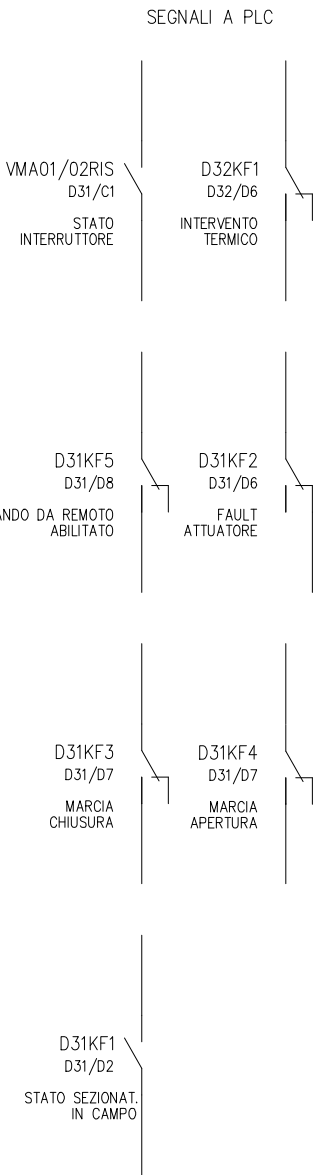 SEGNALI A PLC
VMA01/02RIS
D31/C1
STATO
INTERRUTTORE
D32KF1
D32/D6
INTERVENTO
TERMICO
D31KF5
D31/D8
DA REMOTO
ABILITATO
D31KF2
D31/D6
FAULT
ATTUATORE
D31KF3
D31/D7
MARCIA
CHIUSURA
D31KF4
D31/D7
MARCIA
APERTURA
D31KF1
D31/D2
STATO SEZIONAT.
IN CAMPO